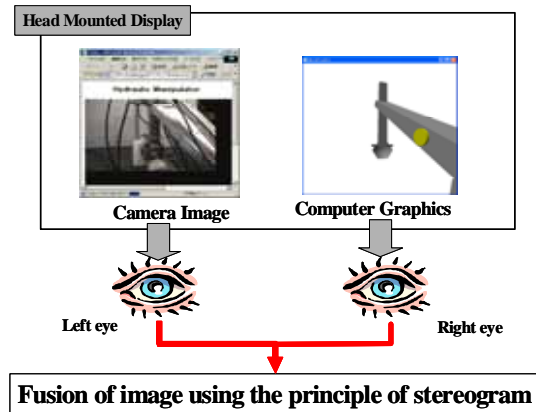 Head Mounted Display
Hydraulic Manipulator
Camera Image
Computer Graphics
Left eye
Right eye
Fusion of image using the principle of stereogram